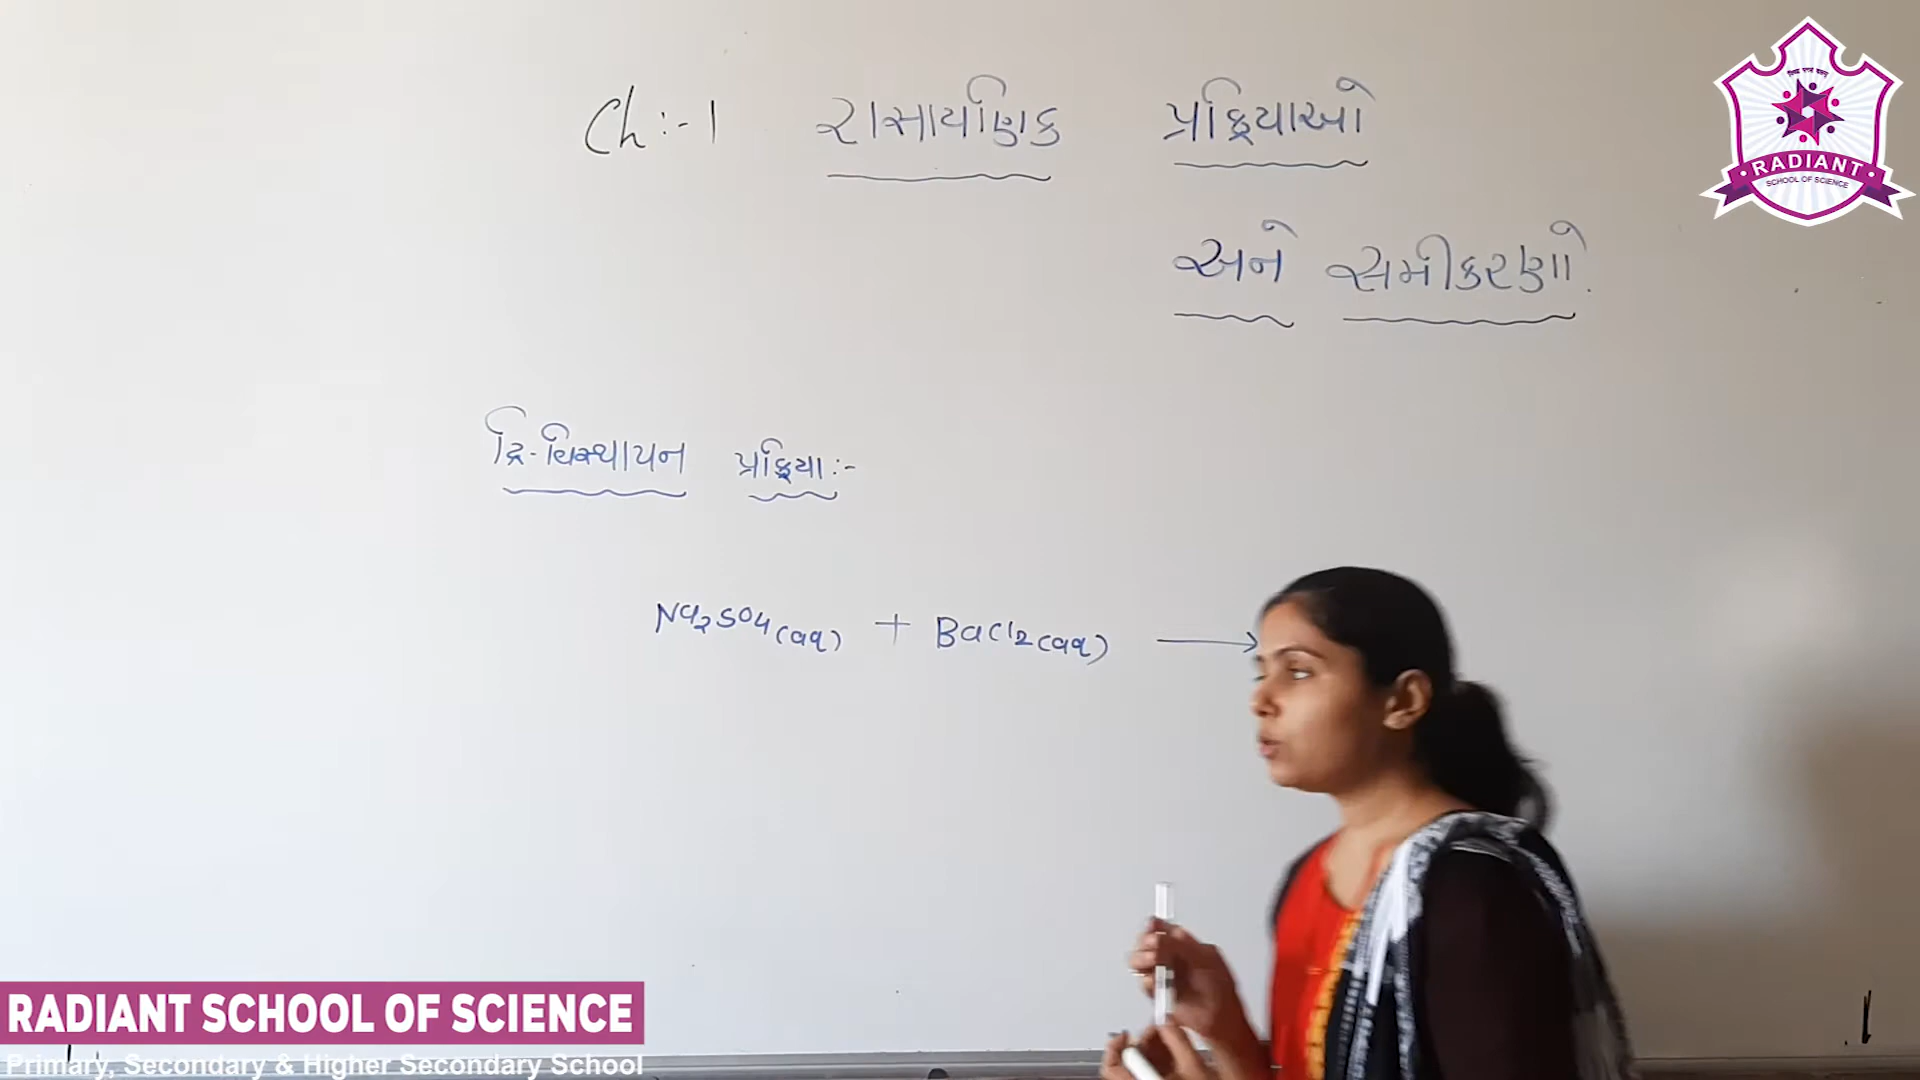 Ch :- 1 રાસાયણિક પ્રક્રિયાઓ
અને સમીકરણો.
દ્વિ-વિસ્થાપન પ્રક્રિયા :-
Na2SO4(aq) + BaCl2(aq) →
RADIANT
SCHOOL OF SCIENCE
RADIANT SCHOOL OF SCIENCE
Primary, Secondary & Higher Secondary School